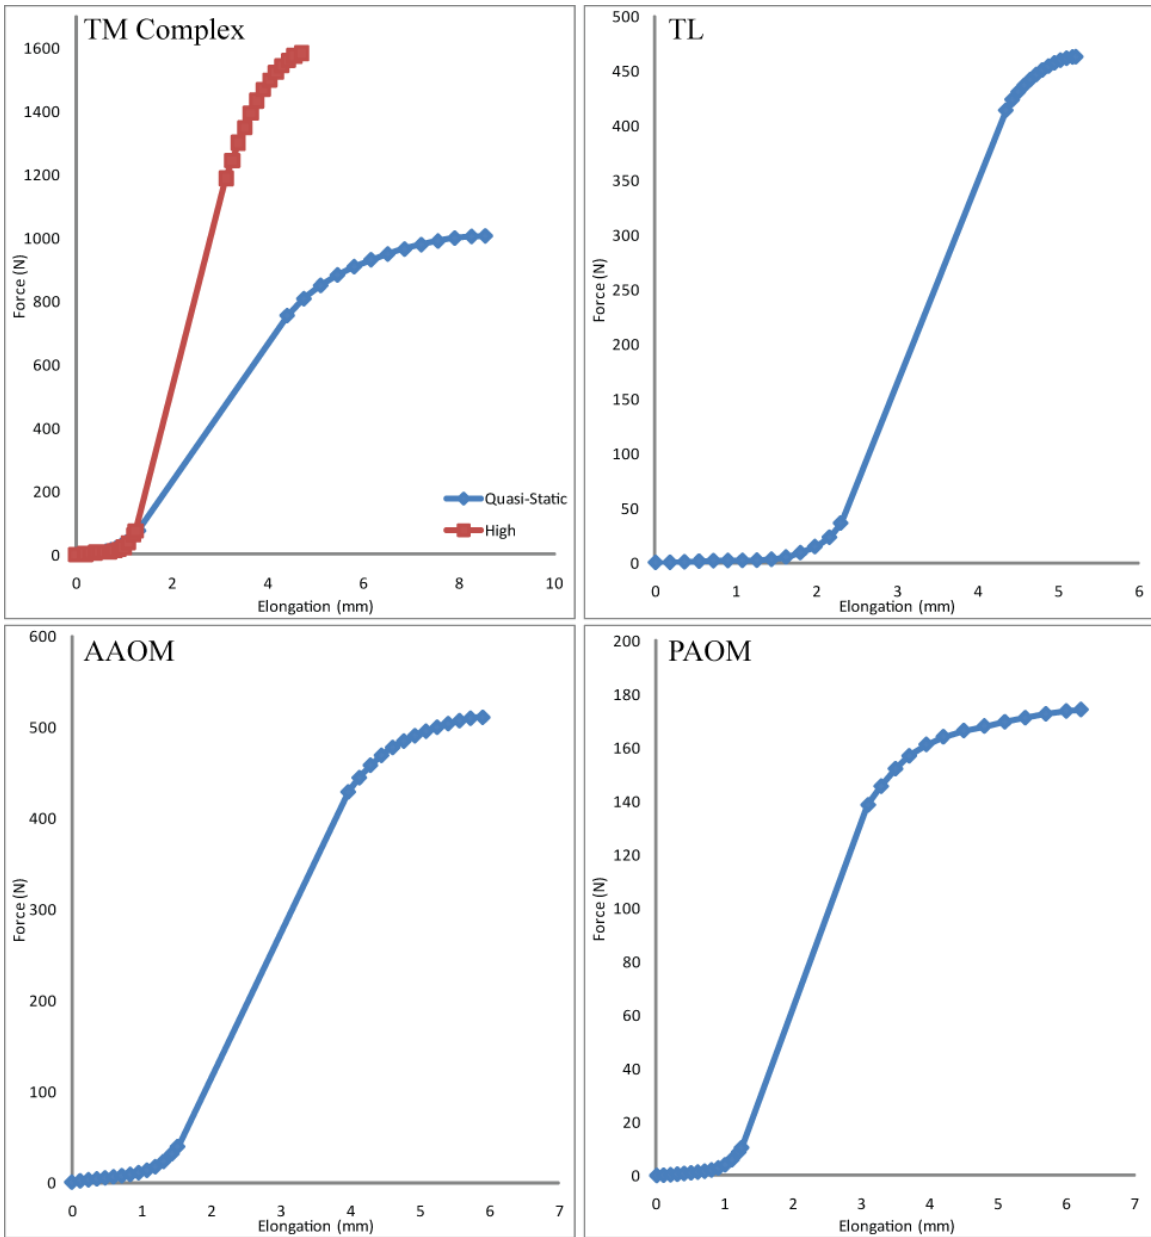 TM Complex
1600
1400
1200
1000
800
600
400
200
0
Force (N)
Quasi-Static
High
0 2 4 6 8 10
Elongation (mm)
TL
500
450
400
350
300
250
200
150
100
50
0
Force (N)
0 1 2 3 4 5 6
Elongation (mm)
AAOM
600
500
400
300
200
100
0
Force (N)
0 1 2 3 4 5 6 7
Elongation (mm)
PAOM
200
180
160
140
120
100
80
60
40
20
0
Force (N)
0 1 2 3 4 5 6 7
Elongation (mm)